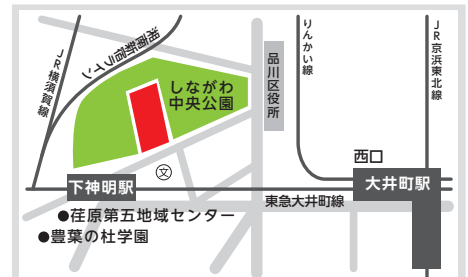 湘南新宿ライン
JR横須賀線
しながわ
中央公園
品川区役所
りんかい線
JR京浜東北線
西口
文
下神明駅
大井町駅
東急大井町線
●荏原第五地域センター
●豊葉の杜学園